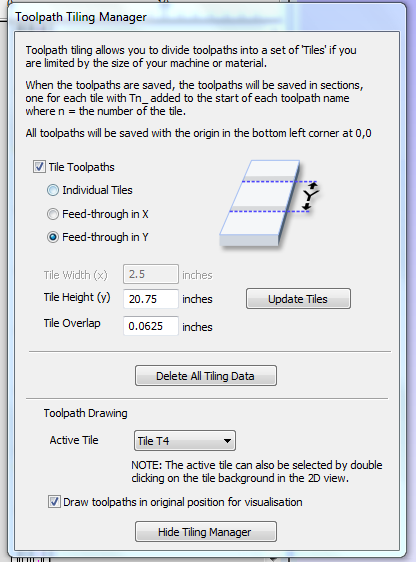 Toolpath Tiling Manager
Toolpath tiling allows you to divide toolpaths into a set of 'Tiles' if you
are limited by the size of your machine or material.
When the toolpaths are saved, the toolpaths will be saved in sections,
one for each tile with Tn_ added to the start of each toolpath name
where n = the number of the tile.
All toolpaths will be saved with the origin in the bottom left corner at 0,0
Tile Toolpaths
Individual Tiles
Feed-through in X
Feed-through in Y
Y
Tile Width (x) 2.5 inches
Tile Height (y) 20.75 inches Update Tiles
Tile Overlap 0.0625 inches
Delete All Tiling Data
Toolpath Drawing
Active Tile Tile T4
NOTE: The active tile can also be selected by double
clicking on the tile background in the 2D view.
Draw toolpaths in original position for visualisation
Hide Tiling Manager